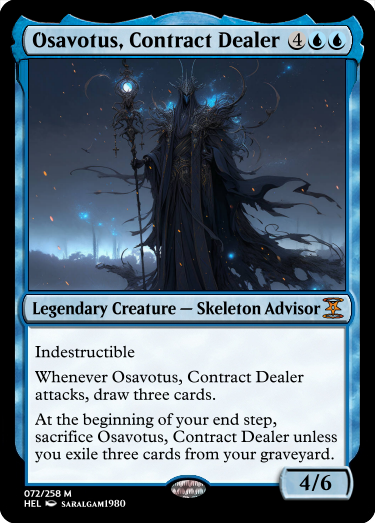 Osavotus, Contract Dealer 4
Legendary Creature — Skeleton Advisor
Indestructible
Whenever Osavotus, Contract Dealer
attacks, draw three cards.
At the beginning of your end step,
sacrifice Osavotus, Contract Dealer unless
you exile three cards from your graveyard.
4/6
072/258 M
HEL SARALGAM1980